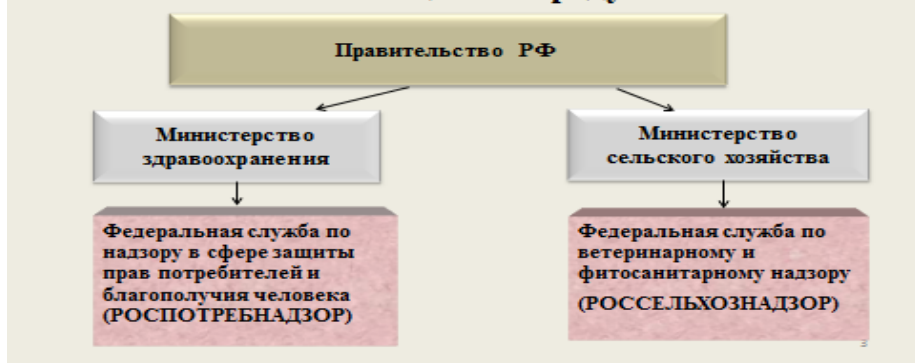 Правительство РФ
Министерство
здравоохранения
Министерство
сельского хозяйства
Федеральная служба по
надзору в сфере защиты
прав потребителей и
благополучия человека
(РОСПОТРЕБНАДЗОР)
Федеральная служба по
ветеринарному и
фитосанитарному надзору
(РОССЕЛЬХОЗНАДЗОР)
3